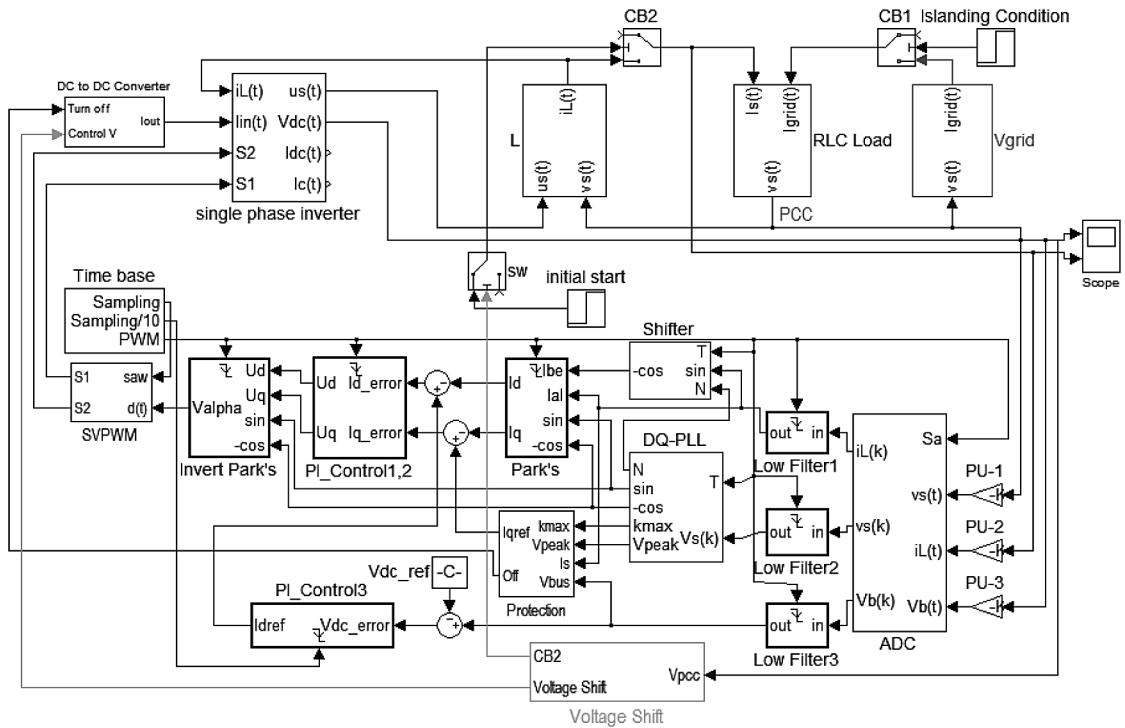 CB2
CB1 Islanding Condition
DC to DC Converter
Turn off
Iout
Control V
iL(t)
us(t)
Iin(t)
Vdc(t)
S2
Idc(t)
S1
Ic(t)
single phase inverter
iL(t)
L
us(t)
vs(t)
Is(t)
Igrid(t)
vs(t)
RLC Load
PCC
Igrid(t)
vs(t)
Vgrid
Scope
sw
initial start
Time base
Sampling
Sampling/10
PWM
S1
saw
S2
d(t)
SVPWM
Ud
Uq
Valpha
sin
-cos
Invert Park's
Ud
Id_error
Uq
Iq_error
PI_Control1,2
Id
Iq
Ibe
Ial
sin
-cos
Park's
Shifter
-cos
T
sin
N
DQ-PLL
N
sin
-cos
kmax
Vpeak
T
Vs(k)
out
in
Low Filter1
out
in
Low Filter2
out
in
Low Filter3
Sa
iL(k)
vs(t)
vs(k)
iL(t)
Vb(k)
Vb(t)
ADC
PU-1
PU-2
PU-3
Iqref
kmax
Vpeak
Is
Off
Vbus
Protection
Vdc_ref
-C-
PI_Control3
Idref
Vdc_error
CB2
Vpcc
Voltage Shift
Voltage Shift